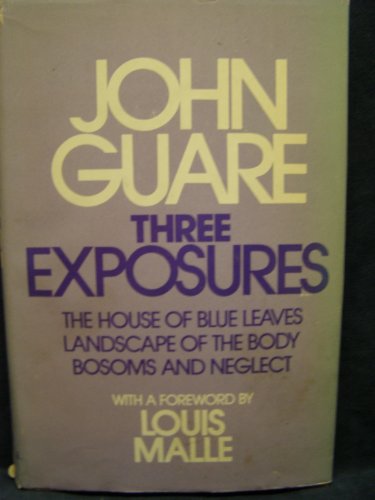 JOHN
GUARE
THREE
EXPOSURES
THE HOUSE OF BLUE LEAVES
LANDSCAPE OF THE BODY
BOSOMS AND NEGLECT
WITH A FOREWORD BY
LOUIS
MALLE